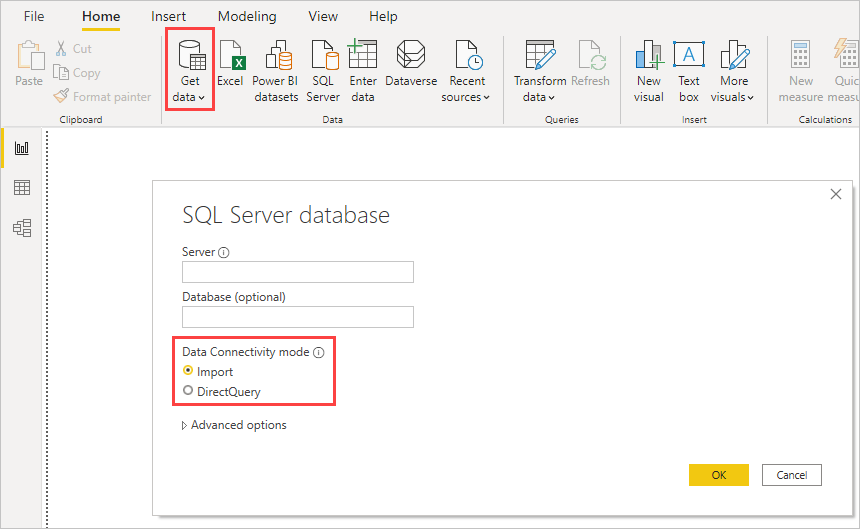 File Home Insert Modeling View Help
Paste
Cut
Copy
Format painter
Clipboard
Get data
Excel
Power BI datasets
SQL Server
Enter data
Dataverse
Recent sources
Data
Transform data
Refresh
Queries
New visual
Text box
More visuals
Insert
New measure
Quick measu
Calculations
A
SQL Server database
Server
Database (optional)
Data Connectivity mode
Import
DirectQuery
Advanced options
OK Cancel